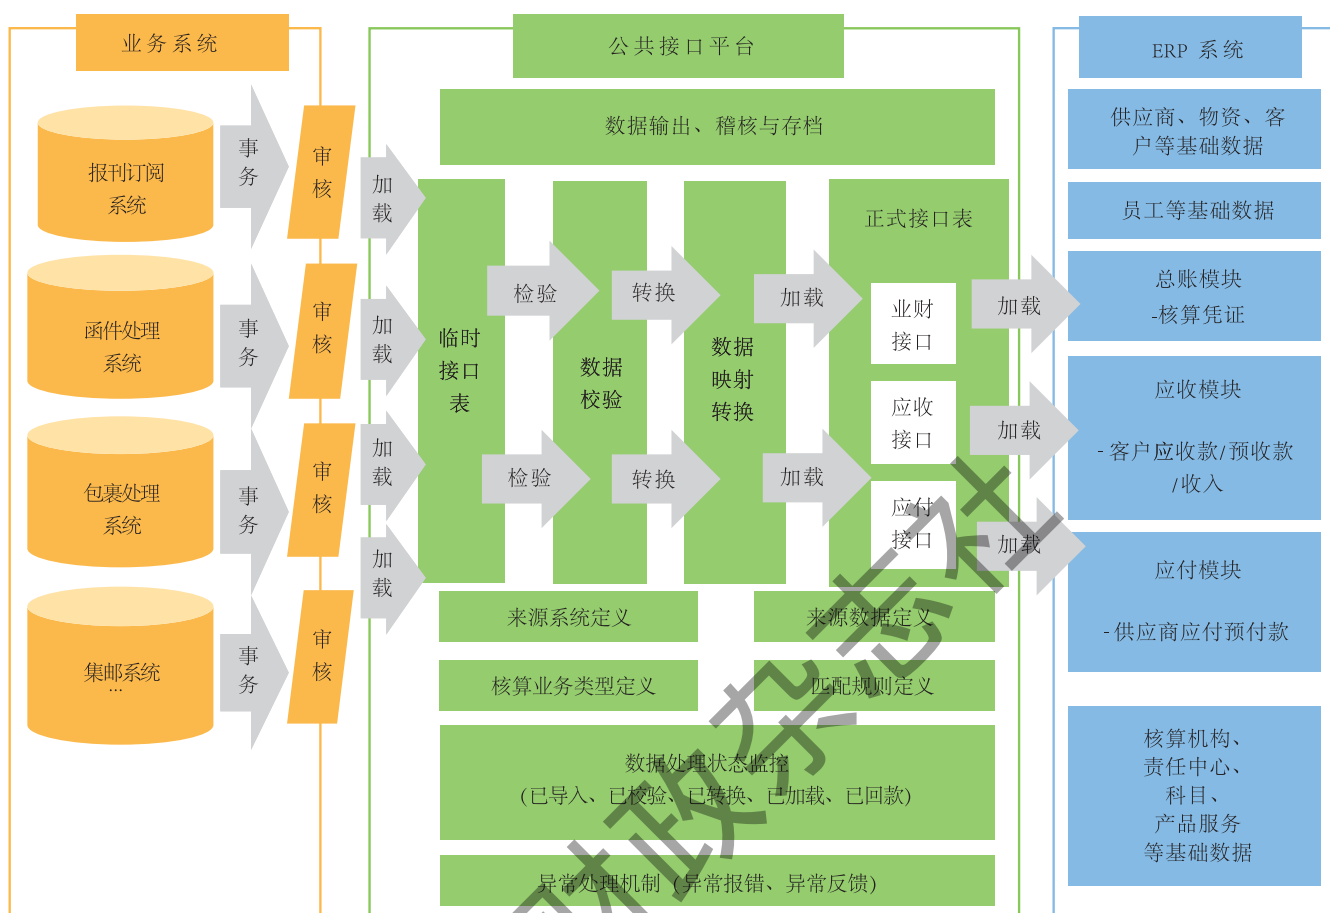 业务系统
报刊订阅
系统
事
务
审
核
函件处理
系统
事
务
审
核
包裹处理
系统
事
务
审
核
集邮系统
...
事
务
审
核
公共接口平台
数据输出、稽核与存档
加
载
加
载
加
载
加
载
临时
接口
表
检验
检验
数据
校验
转换
转换
数据
映射
转换
加载
加载
正式接口表
业财
接口
应收
接口
应付
接口
加载
加载
加载
来源系统定义
来源数据定义
核算业务类型定义
匹配规则定义
数据处理状态监控
(已导入、已校验、已转换、已加载、已回款)
异常处理机制(异常报错、异常反馈)
ERP 系统
供应商、物资、客
户等基础数据
员工等基础数据
总账模块
-核算凭证
应收模块
- 客户应收款/预收款
/收入
应付模块
- 供应商应付预付款
核算机构、
责任中心、
科目、
产品服务
等基础数据
财政杂志社